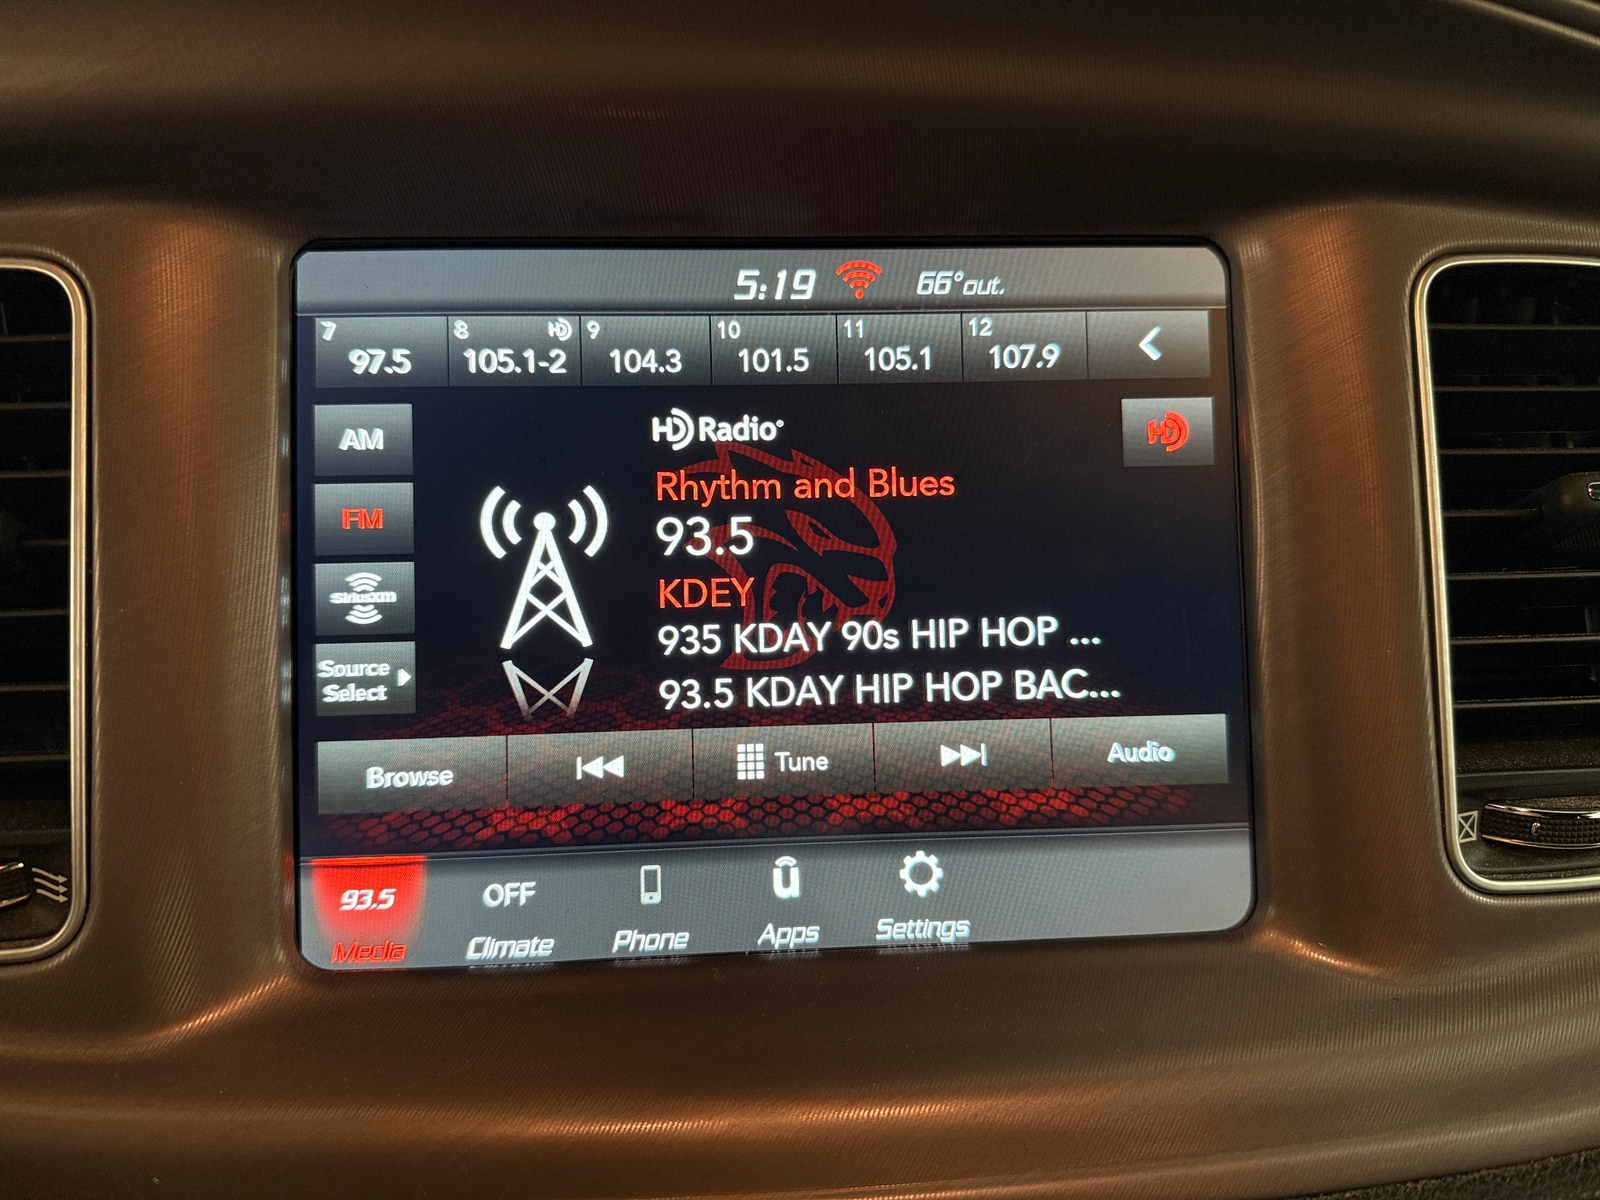 5:19 66° out.
7 8 HD 9 10 11 12
97.5 105.1-2 104.3 101.5 105.1 107.9
AM
FM
SiriusXM
Source
Select
HD Radio®
HD
Rhythm and Blues
93.5
KDEY
935 KDAY 90s HIP HOP ...
93.5 KDAY HIP HOP BAC...
Browse Tune Audio
93.5 OFF
Media Climate Phone Apps Settings